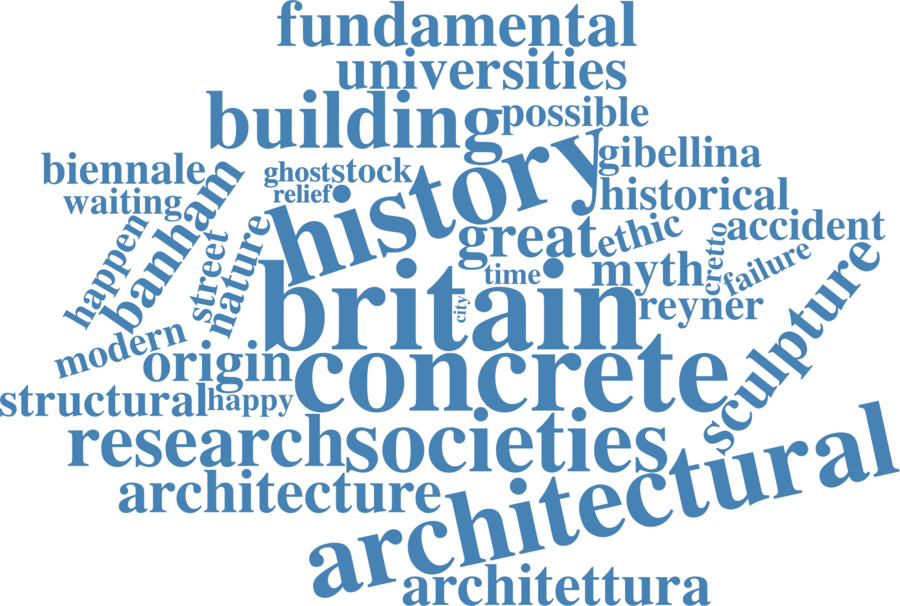 fundamental
universities
building
possible
history
gibellina
biennale
ghost
stock
waiting
relief
banham
historical
accident
great
ethic
happen
street
nature
time
myth
cretto
failure
britain
city
reyner
sculpture
modern
origin
concrete
structural
happy
research
societies
architecture
architectural
architettura